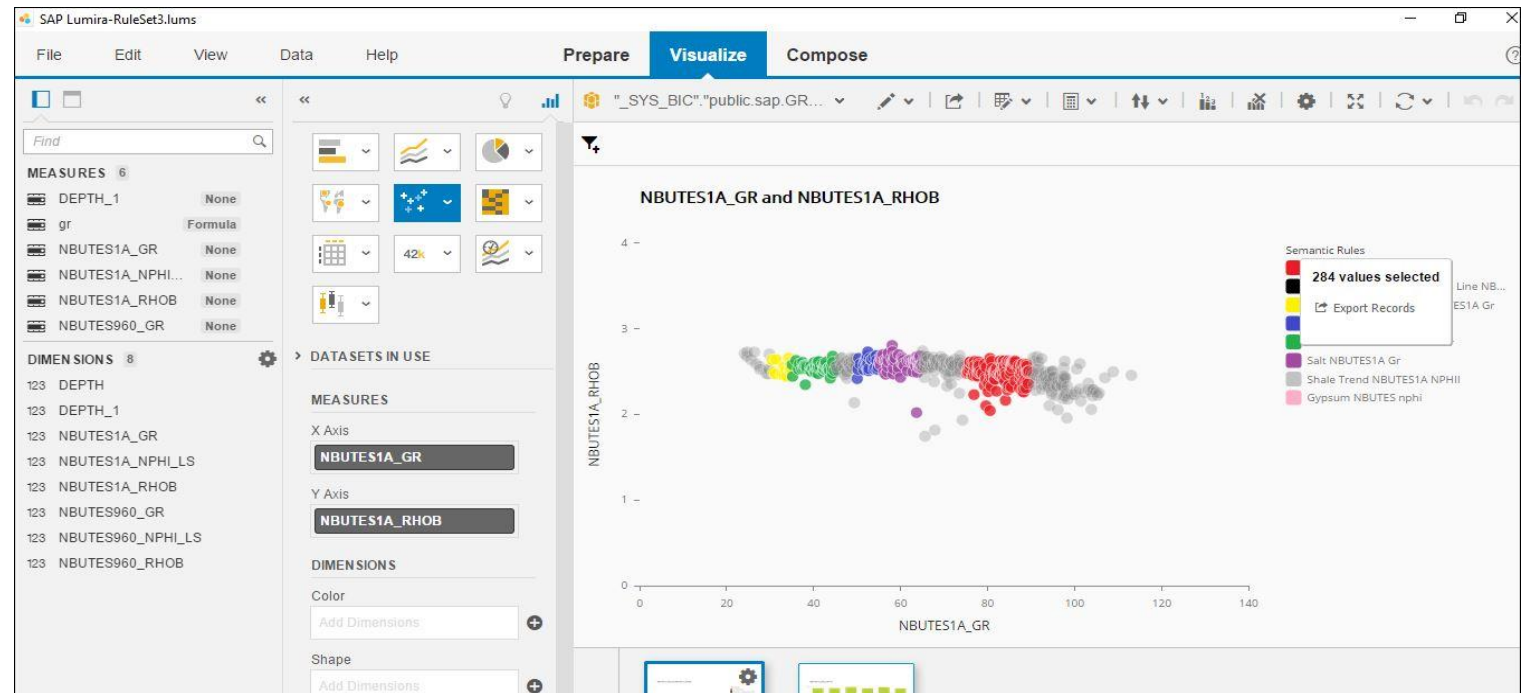 SAP Lumira-RuleSet3.lums
File Edit View Data Help Prepare Visualize Compose
"_SYS_BIC"."public.sap.GR...
Find
MEASURES 6
DEPTH_1 None
gr Formula
NBUTES1A_GR None
NBUTES1A_NPHI... None
NBUTES1A_RHOB None
NBUTES960_GR None
DIMENSIONS 8
123 DEPTH
123 DEPTH_1
123 NBUTES1A_GR
123 NBUTES1A_NPHI_LS
123 NBUTES1A_RHOB
123 NBUTES960_GR
123 NBUTES960_NPHI_LS
123 NBUTES960_RHOB
42k
DATASETS IN USE
MEASURES
X Axis
NBUTES1A_GR
Y Axis
NBUTES1A_RHOB
DIMENSIONS
Color
Add Dimensions
Shape
Add Dimensions
NBUTES1A_GR and NBUTES1A_RHOB
NBUTES1A_RHOB
4
3
2
1
0
0 20 40 60 80 100 120 140
NBUTES1A_GR
Semantic Rules
284 values selected
Export Records
Line NB...
ES1A Gr
Salt NBUTES1A Gr
Shale Trend NBUTES1A NPHII
Gypsum NBUTES nphi